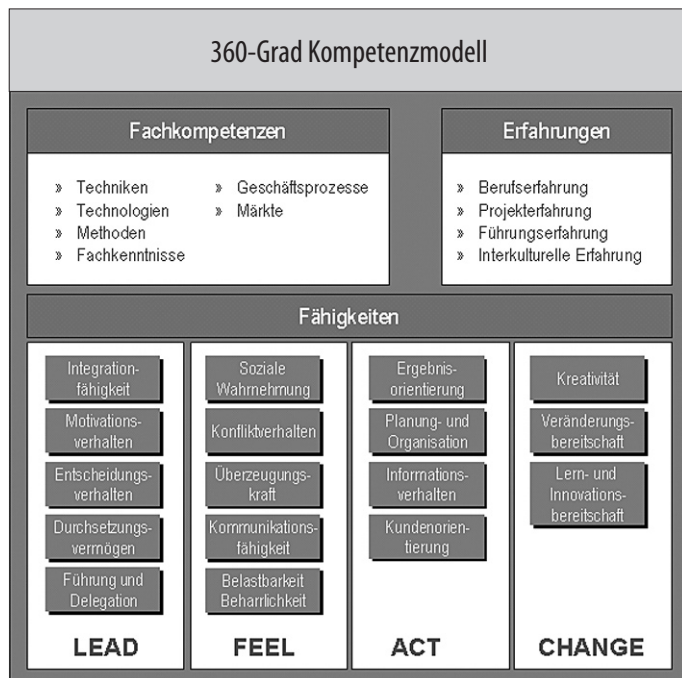 360-Grad Kompetenzmodell
Fachkompetenzen
» Techniken
» Technologien
» Methoden
» Fachkenntnisse
» Geschäftsprozesse
» Märkte
Erfahrungen
» Berufserfahrung
» Projekterfahrung
» Führungserfahrung
» Interkulturelle Erfahrung
Fähigkeiten
Integration-
fähigkeit
Motivations-
verhalten
Entscheidungs-
verhalten
Durchsetzungs-
vermögen
Führung und
Delegation
LEAD
Soziale
Wahrnehmung
Konfliktverhalten
Überzeugungs-
kraft
Kommunikations-
fähigkeit
Belastbarkeit
Beharrlichkeit
FEEL
Ergebnis-
orientierung
Planung- und
Organisation
Informations-
verhalten
Kundenorien-
tierung
ACT
Kreativität
Veränderungs-
bereitschaft
Lern- und
Innovations-
bereitschaft
CHANGE